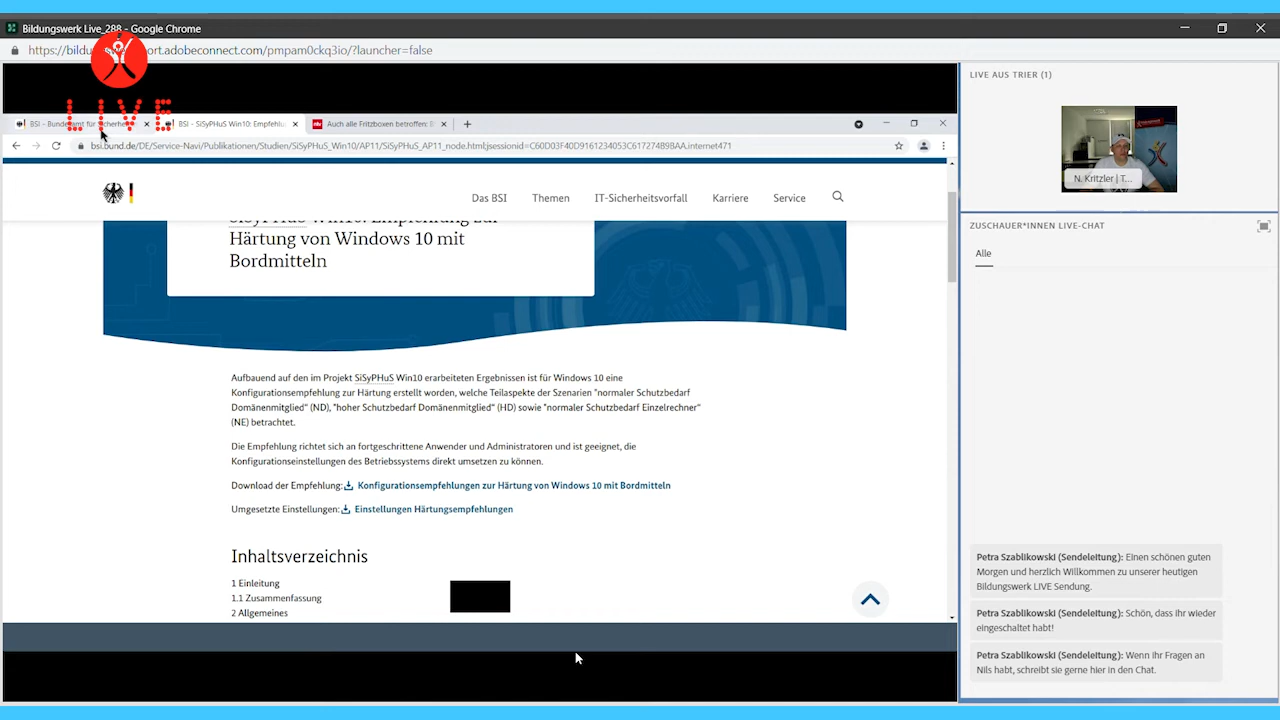 Bildungswerk Live_288 - Google Chrome
port.adobeconnect.com/pmpam0ckq3io/?launcher=false
LIVE
BSI - SiSyPHuS Win10: Empfehlu
Auch alle Fritzboxen betroffen: B
bsi.bund.de/DE/Service-Navi/Publikationen/Studien/SiSyPHuS_Win10/AP11/SiSyPHuS_AP11_node.html;jsessionid=C60D03F40D9161234053C617274B9BAA.internet471
Das BSI
Themen
IT-Sicherheitsvorfall
Karriere
Service
SiSyPHuS Win10: Empfehlung zur
Härtung von Windows 10 mit
Bordmitteln
Aufbauend auf den im Projekt SiSyPHuS Win10 erarbeiteten Ergebnissen ist für Windows 10 eine
Konfigurationsempfehlung zur Härtung erstellt worden, welche Teilaspekte der Szenarien "normaler Schutzbedarf
Domänenmitglied“ (ND), "hoher Schutzbedarf Domänenmitglied“ (HD) sowie "normaler Schutzbedarf Einzelrechner“
(NE) betrachtet.
Die Empfehlung richtet sich an fortgeschrittene Anwender und Administratoren und ist geeignet, die
Konfigurationseinstellungen des Betriebssystems direkt umsetzen zu können.
Download der Empfehlung: Konfigurationsempfehlungen zur Härtung von Windows 10 mit Bordmitteln
Umgesetzte Einstellungen: Einstellungen Härtungsempfehlungen
Inhaltsverzeichnis
1 Einleitung
1.1 Zusammenfassung
2 Allgemeines
LIVE AUS TRIER (1)
N. Kritzler | T...
ZUSCHAUER*INNEN LIVE-CHAT
Alle
Petra Szablikowski (Sendeleitung): Einen schönen guten
Morgen und herzlich Willkommen zu unserer heutigen
Bildungswerk LIVE Sendung.
Petra Szablikowski (Sendeleitung): Schön, dass ihr wieder
eingeschaltet habt!
Petra Szablikowski (Sendeleitung): Wenn ihr Fragen an
Nils habt, schreibt sie gerne hier in den Chat.